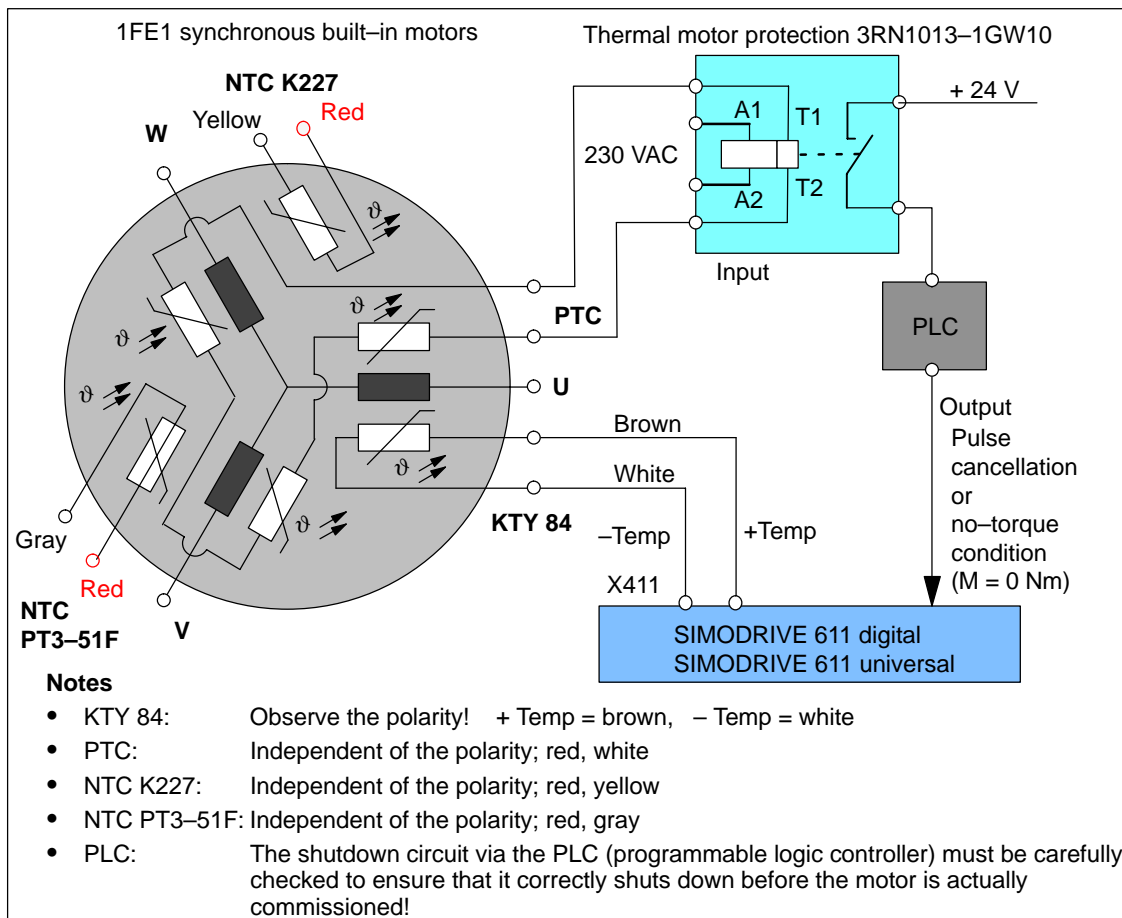 1FE1 synchronous built–in motors
Thermal motor protection 3RN1013–1GW10
NTC K227
Red
Yellow
W
+ 24 V
A1
T1
230 VAC
A2
T2
Input
ϑ
ϑ
PTC
ϑ
PLC
ϑ
U
Output
Brown
Pulse
cancellation
or
no–torque
condition
(M = 0 Nm)
ϑ
White
KTY 84
ϑ
Gray
–Temp
+Temp
Red
X411
NTC
PT3–51F
V
SIMODRIVE 611 digital
SIMODRIVE 611 universal
Notes
• KTY 84: Observe the polarity! + Temp = brown, – Temp = white
• PTC: Independent of the polarity; red, white
• NTC K227: Independent of the polarity; red, yellow
• NTC PT3–51F: Independent of the polarity; red, gray
• PLC: The shutdown circuit via the PLC (programmable logic controller) must be carefully
checked to ensure that it correctly shuts down before the motor is actually
commissioned!